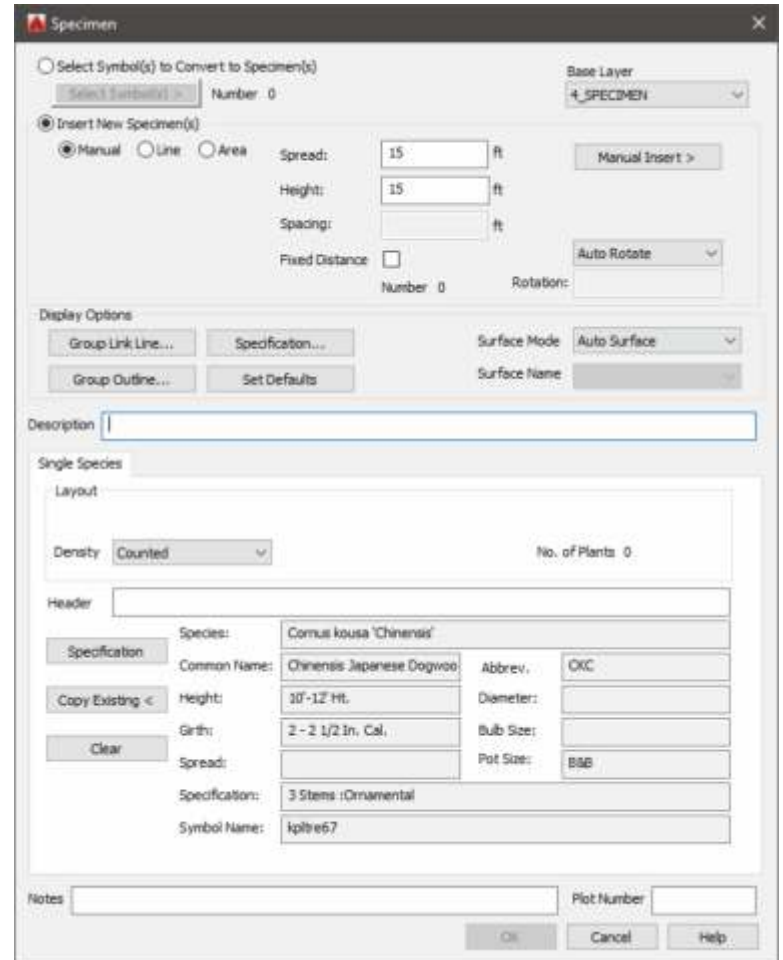 Specimen
Select Symbol(s) to Convert to Specimen(s)
Base Layer
Select Symbol(s) > Number 0
4_SPECIMEN
Insert New Specimen(s)
Manual Line Area
Spread: 15 ft
Manual Insert >
Height: 15 ft
Spacing: ft
Fixed Distance
Auto Rotate
Number 0
Rotation:
Display Options
Group Link Line... Specification... Surface Mode Auto Surface
Group Outline... Set Defaults Surface Name
Description
Single Species
Layout
Density Counted No. of Plants 0
Header
Specification
Species: Cornus kousa 'Chinensis'
Common Name: Chinensis Japanese Dogwoo Abbrev. CKC
Copy Existing < Height: 10'-12' Ht. Diameter:
Girth: 2 - 2 1/2 In. Cal. Bulb Size:
Clear
Spread: Pot Size: B&B
Specification: 3 Stems :Ornamental
Symbol Name: kpltre67
Notes Plot Number
OK Cancel Help